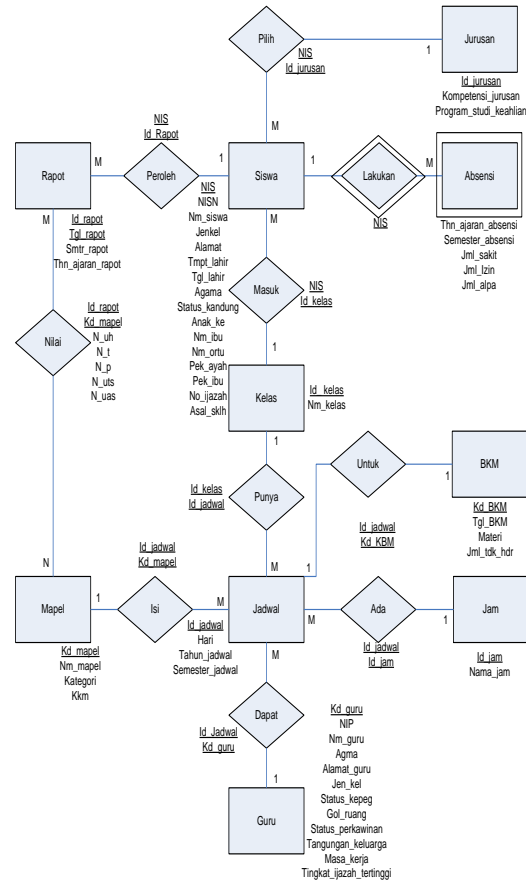 Pilih
Jurusan
1
NIS
Id_jurusan
Id_jurusan
Kompetensi_jurusan
Program_studi_keahlian
M
NIS
Id_Rapot
M
1
1
M
Rapot
Peroleh
Siswa
Lakukan
Absensi
M
Id_rapot
Tgl_rapot
Smtr_rapot
Thn_ajaran_rapot
NIS
NISN
Nm_siswa
Jenkel
Alamat
Tmpt_lahir
Tgl_lahir
Agama
Status_kandung
Anak_ke
Nm_ibu
Nm_ortu
Pek_ayah
Pek_ibu
No_ijazah
Asal_sklh
M
NIS
Thn_ajaran_absensi
Semester_absensi
Jml_sakit
Jml_Izin
Jml_alpa
Masuk
NIS
Id_kelas
Nilai
Id_rapot
Kd_mapel
N_uh
N_t
N_p
N_uts
N_uas
1
Kelas
Id_kelas
Nm_kelas
1
Untuk
BKM
1
Kd_BKM
Tgl_BKM
Materi
Jml_tdk_hdr
Id_kelas
Id_jadwal
Punya
Id_jadwal
Kd_KBM
Id_jadwal
Kd_mapel
N
M
1
Mapel
1
Isi
M
Jadwal
M
Ada
1
Jam
Kd_mapel
Nm_mapel
Kategori
Kkm
Id_jadwal
Hari
Tahun_jadwal
Semester_jadwal
Id_jadwal
Id_jam
Id_jam
Nama_jam
M
Id_Jadwal
Kd_guru
Dapat
1
Guru
Kd_guru
NIP
Nm_guru
Agma
Alamat_guru
Jen_kel
Status_kepeg
Gol_ruang
Status_perkawinan
Tangungan_keluarga
Masa_kerja
Tingkat_ijazah_tertinggi